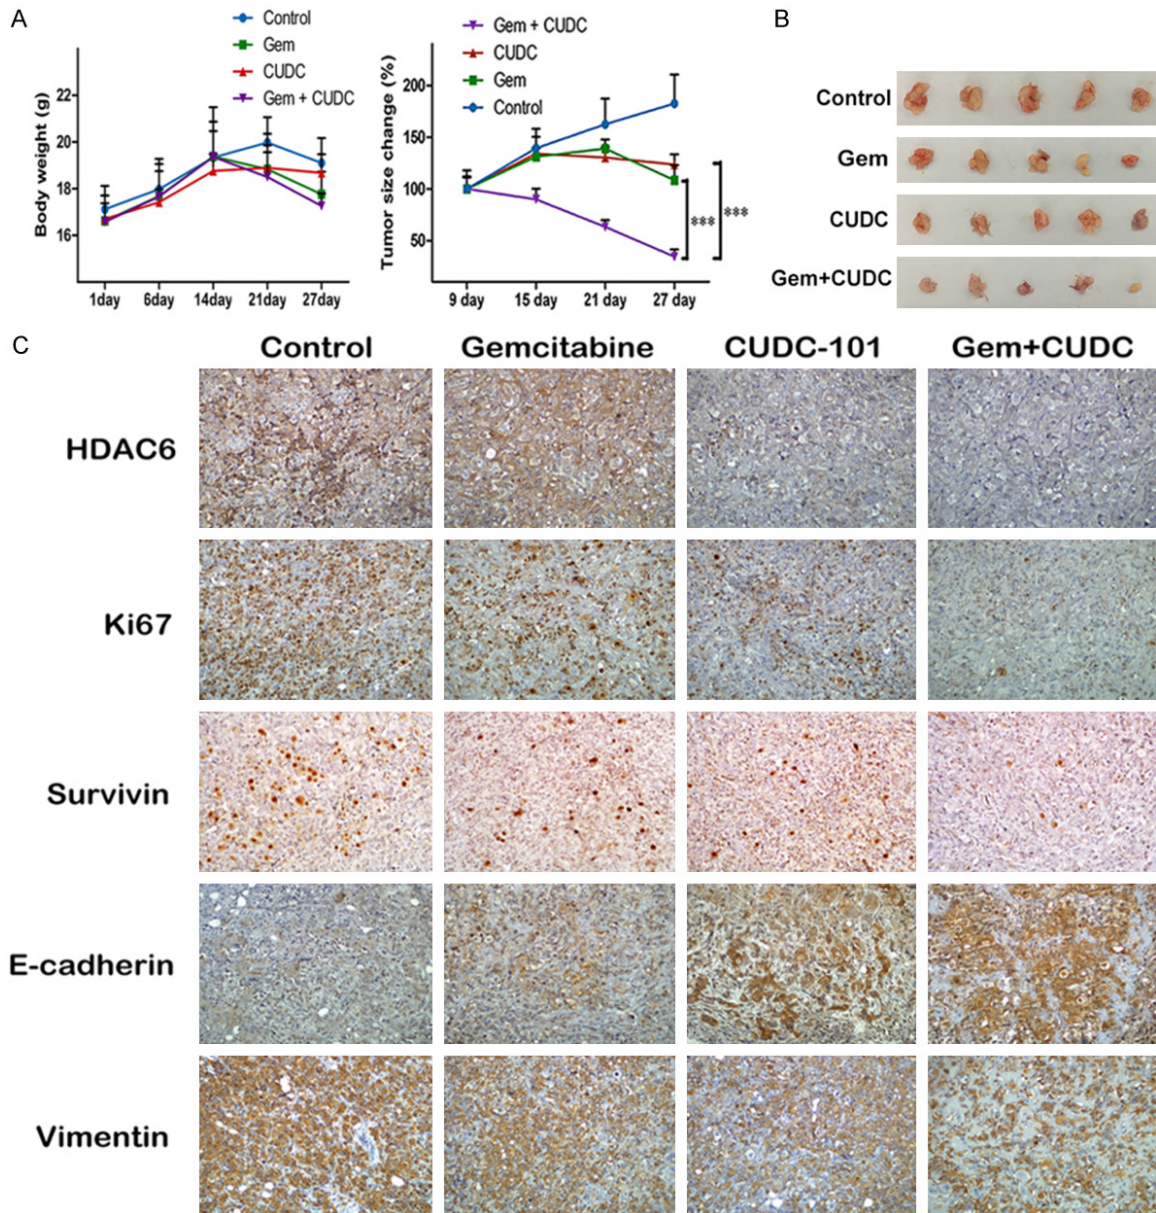 A
Control
Gem
CUDC
Gem + CUDC
Body weight (g)
22
20
18
16
1day
6day
14day
21day
27day
Gem + CUDC
CUDC
Gem
Control
Tumor size change (%)
200
150
100
50
9 day
15 day
21 day
27 day
***
***
B
Control
Gem
CUDC
Gem+CUDC
C
Control Gemcitabine CUDC-101 Gem+CUDC
HDAC6
Ki67
Survivin
E-cadherin
Vimentin